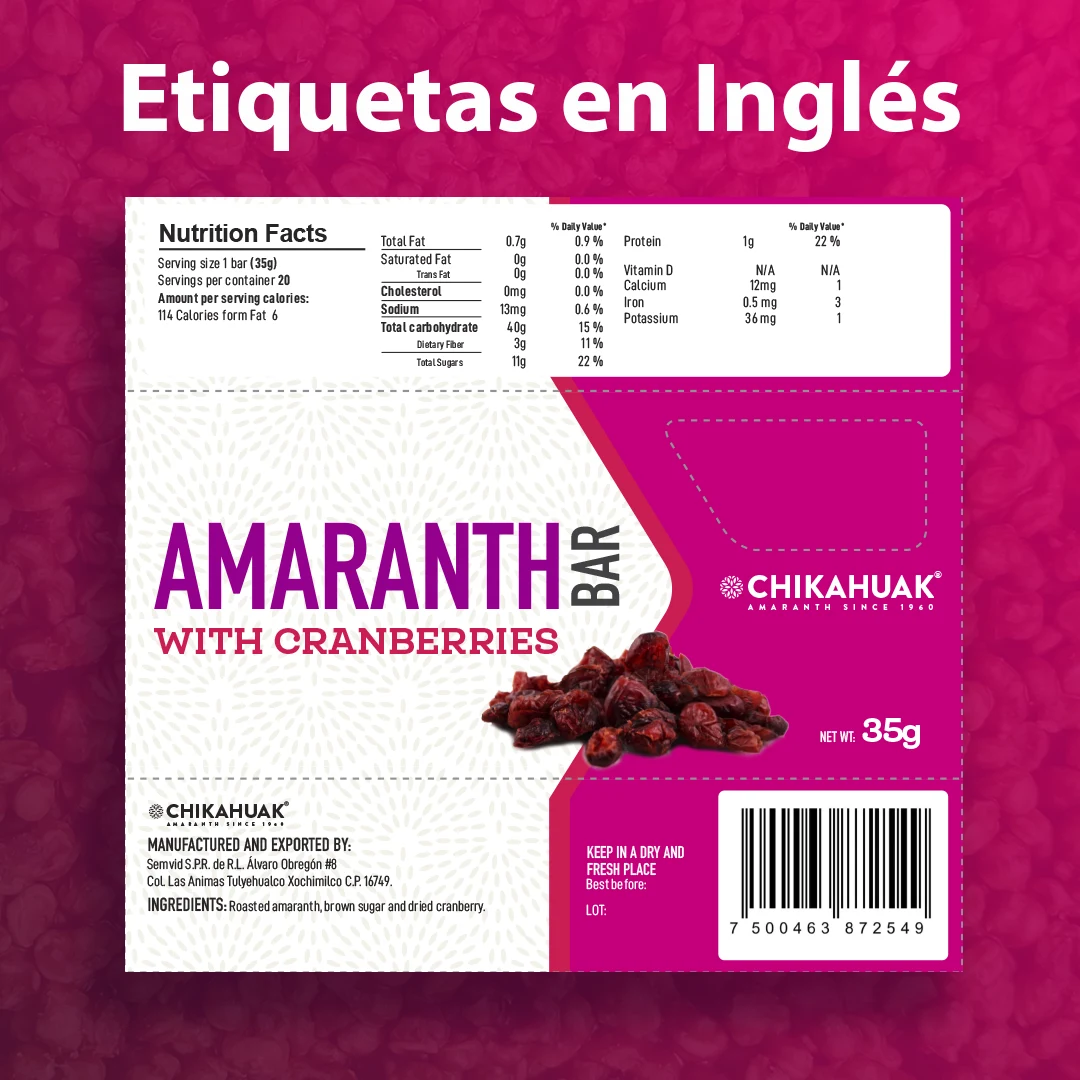 Etiquetas en Inglés
Nutrition Facts
Serving size 1 bar (35g)
Servings per container 20
Amount per serving calories:
114 Calories form Fat 6
% Daily Value*
Total Fat 0.7g 0.9 %
Saturated Fat 0g 0.0 %
Trans Fat 0g 0.0 %
Cholesterol 0mg 0.0 %
Sodium 13mg 0.6 %
Total carbohydrate 40g 15 %
Dietary Fiber 3g 11 %
Total Sugars 11g 22 %
% Daily Value*
Protein 1g 22 %
Vitamin D N/A N/A
Calcium 12mg 1
Iron 0.5 mg 3
Potassium 36 mg 1
AMARANTH BAR
WITH CRANBERRIES
CHIKAHUAK®
AMARANTH SINCE 1960
NET WT: 35g
CHIKAHUAK®
AMARANTH SINCE 1960
MANUFACTURED AND EXPORTED BY:
Semvid S.P.R. de R.L. Álvaro Obregón #8
Col. Las Animas Tulyehualco Xochimilco C.P. 16749.
INGREDIENTS: Roasted amaranth, brown sugar and dried cranberry.
KEEP IN A DRY AND
FRESH PLACE
Best before:
LOT:
7 500463 872549